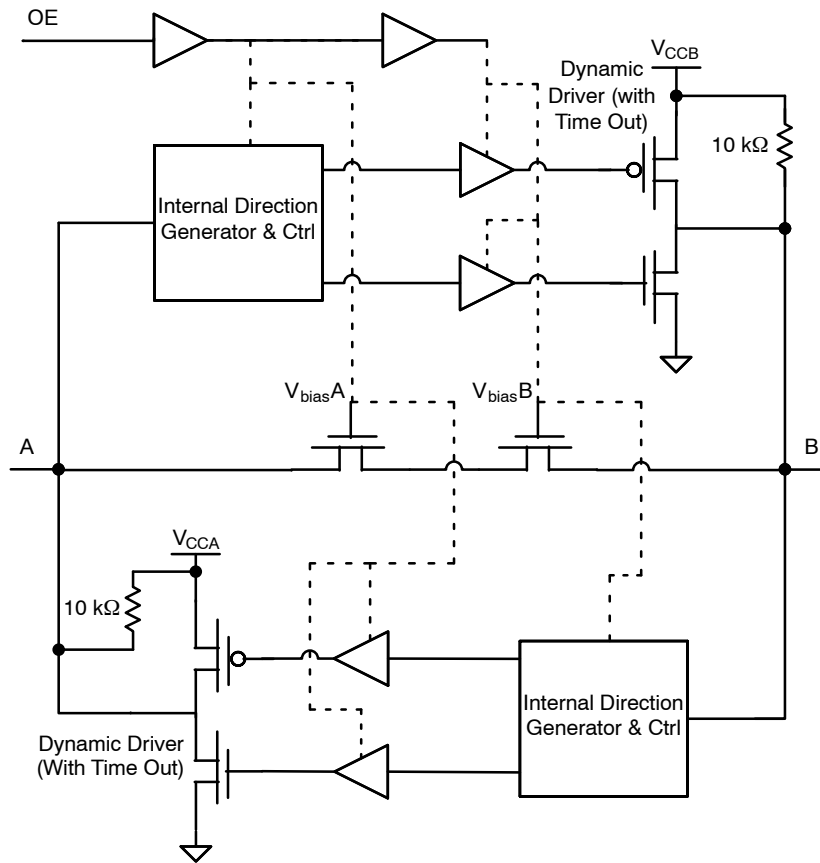 OE
Dynamic
Driver (with
Time Out)
VCCB
10 kΩ
Internal Direction
Generator & Ctrl
VbiasA
VbiasB
A
B
VCCA
10 kΩ
Internal Direction
Generator & Ctrl
Dynamic Driver
(With Time Out)